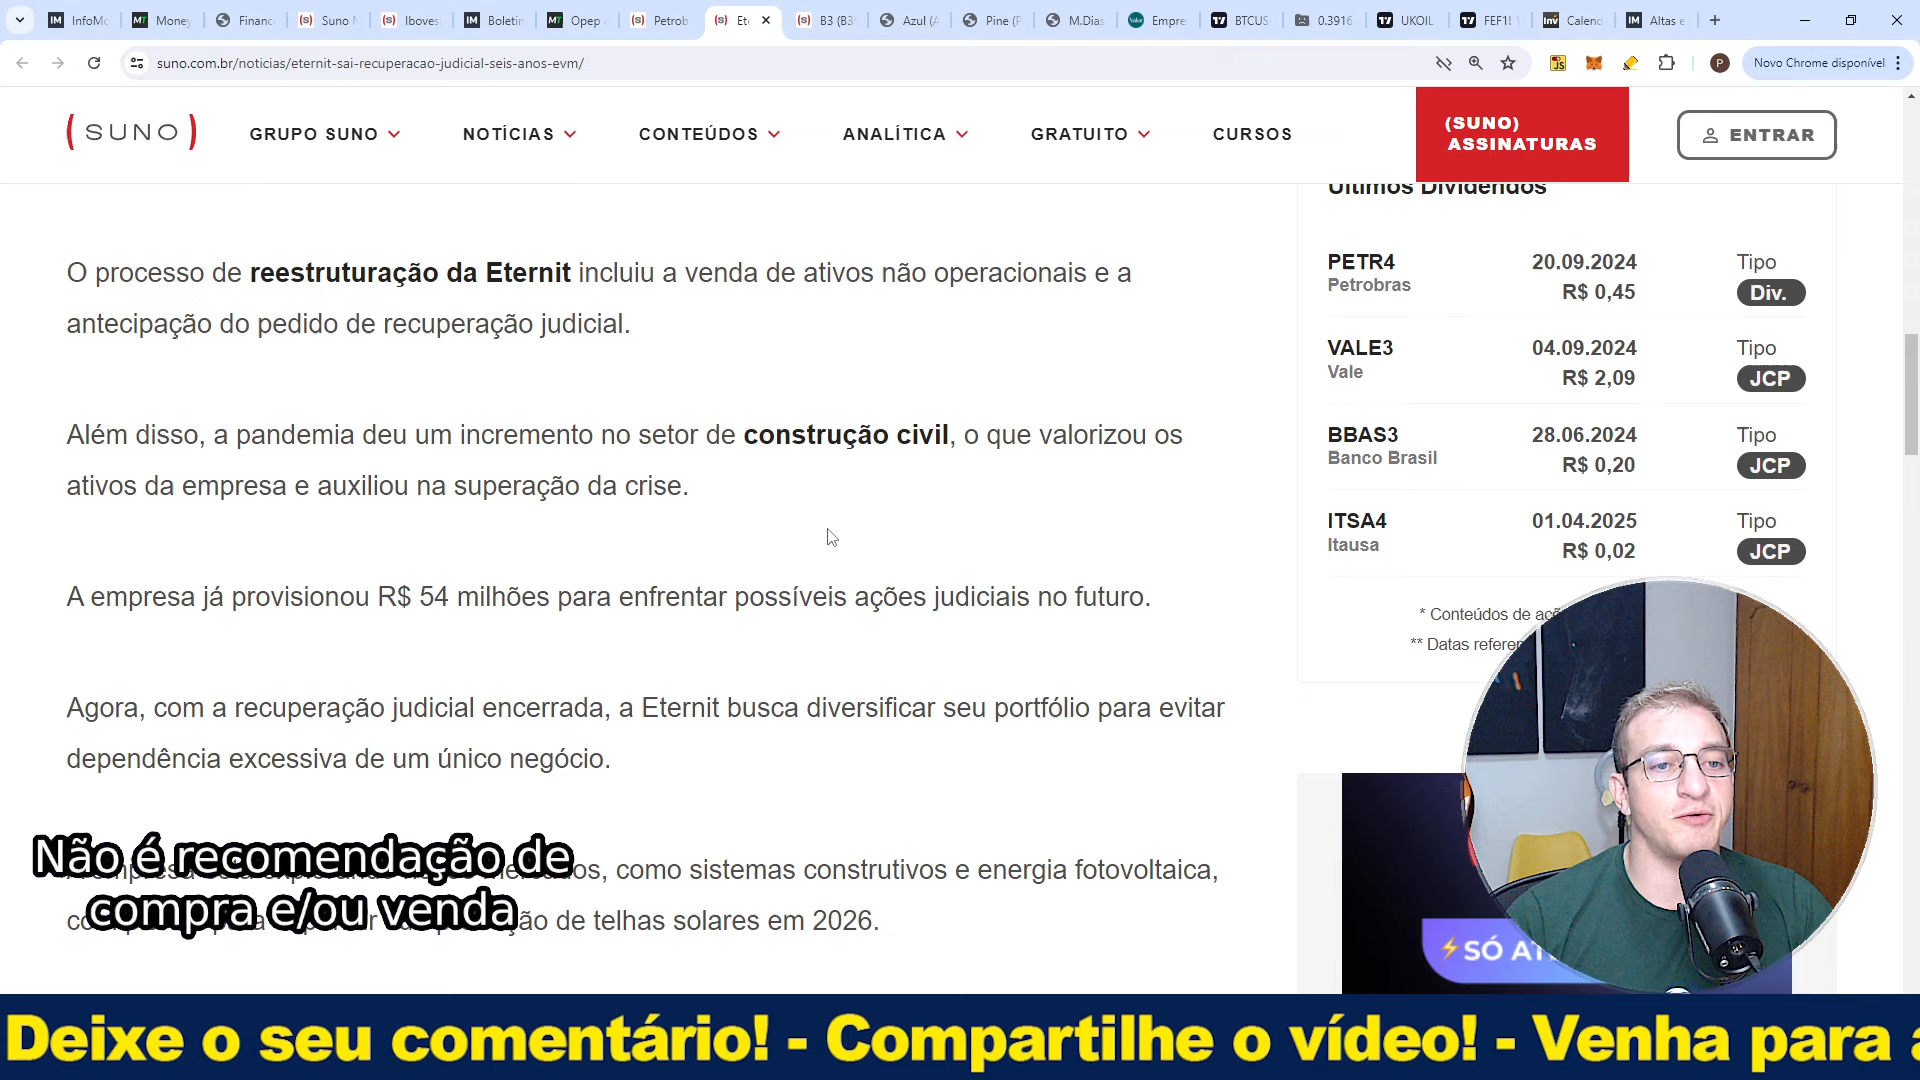 InfoMo
Money
Financ
Suno N
Iboves
Boletin
Opep
Petrob
Ete
B3 (B3
Azul (A
Pine (P
M.Dias
Empre
BTCUS
0.3916
UKOIL
FEF1! 1
Calend
Altas e
suno.com.br/noticias/eternit-sai-recuperacao-judicial-seis-anos-evm/
P
Novo Chrome disponível
( SUNO )
GRUPO SUNO
NOTÍCIAS
CONTEÚDOS
ANALÍTICA
GRATUITO
CURSOS
(SUNO)
ASSINATURAS
ENTRAR
O processo de reestruturação da Eternit incluiu a venda de ativos não operacionais e a
antecipação do pedido de recuperação judicial.
Além disso, a pandemia deu um incremento no setor de construção civil, o que valorizou os
ativos da empresa e auxiliou na superação da crise.
A empresa já provisionou R$ 54 milhões para enfrentar possíveis ações judiciais no futuro.
Agora, com a recuperação judicial encerrada, a Eternit busca diversificar seu portfólio para evitar
dependência excessiva de um único negócio.
como sistemas construtivos e energia fotovoltaica,
de telhas solares em 2026.
Últimos Dividendos
PETR4 20.09.2024 Tipo
Petrobras R$ 0,45 Div.
VALE3 04.09.2024 Tipo
Vale R$ 2,09 JCP
BBAS3 28.06.2024 Tipo
Banco Brasil R$ 0,20 JCP
ITSA4 01.04.2025 Tipo
Itausa R$ 0,02 JCP
* Conteúdos de
** Datas
SÓ
Não é recomendação de
compra e/ou venda
Deixe o seu comentário! - Compartilhe o vídeo! - Venha para a